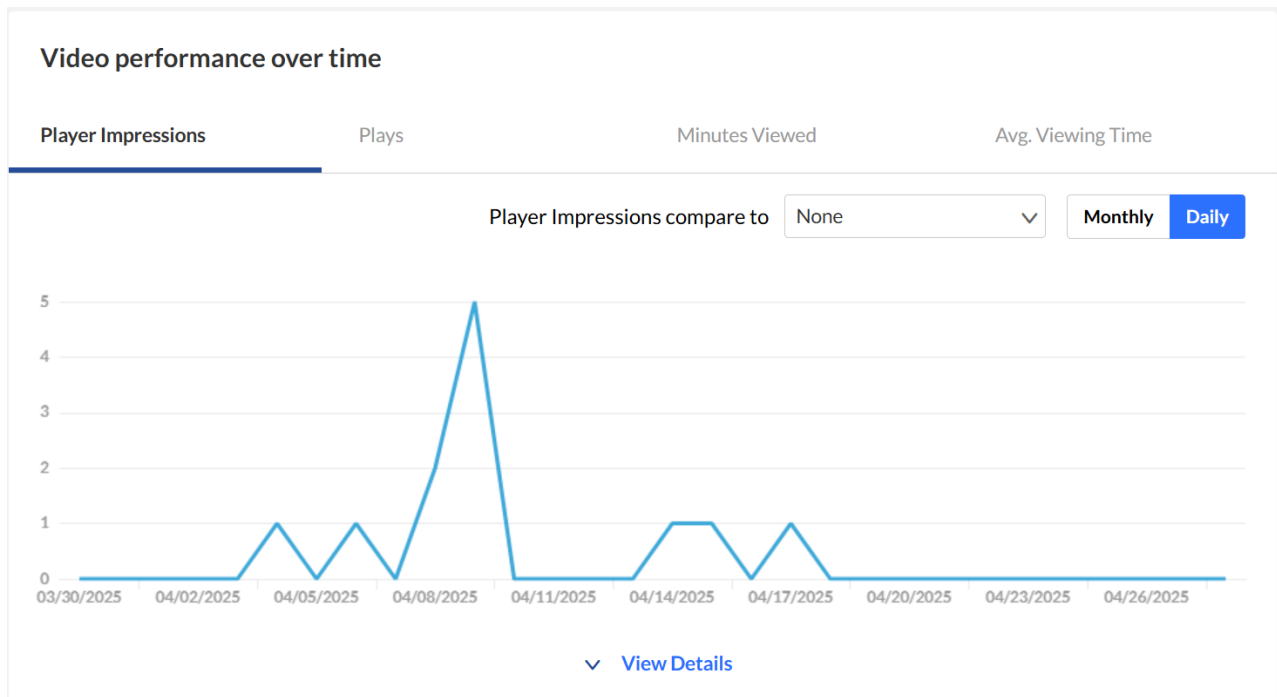 Video performance over time
Player Impressions Plays Minutes Viewed Avg. Viewing Time
Player Impressions compare to None Monthly Daily
5
4
3
2
1
0
03/30/2025 04/02/2025 04/05/2025 04/08/2025 04/11/2025 04/14/2025 04/17/2025 04/20/2025 04/23/2025 04/26/2025
View Details